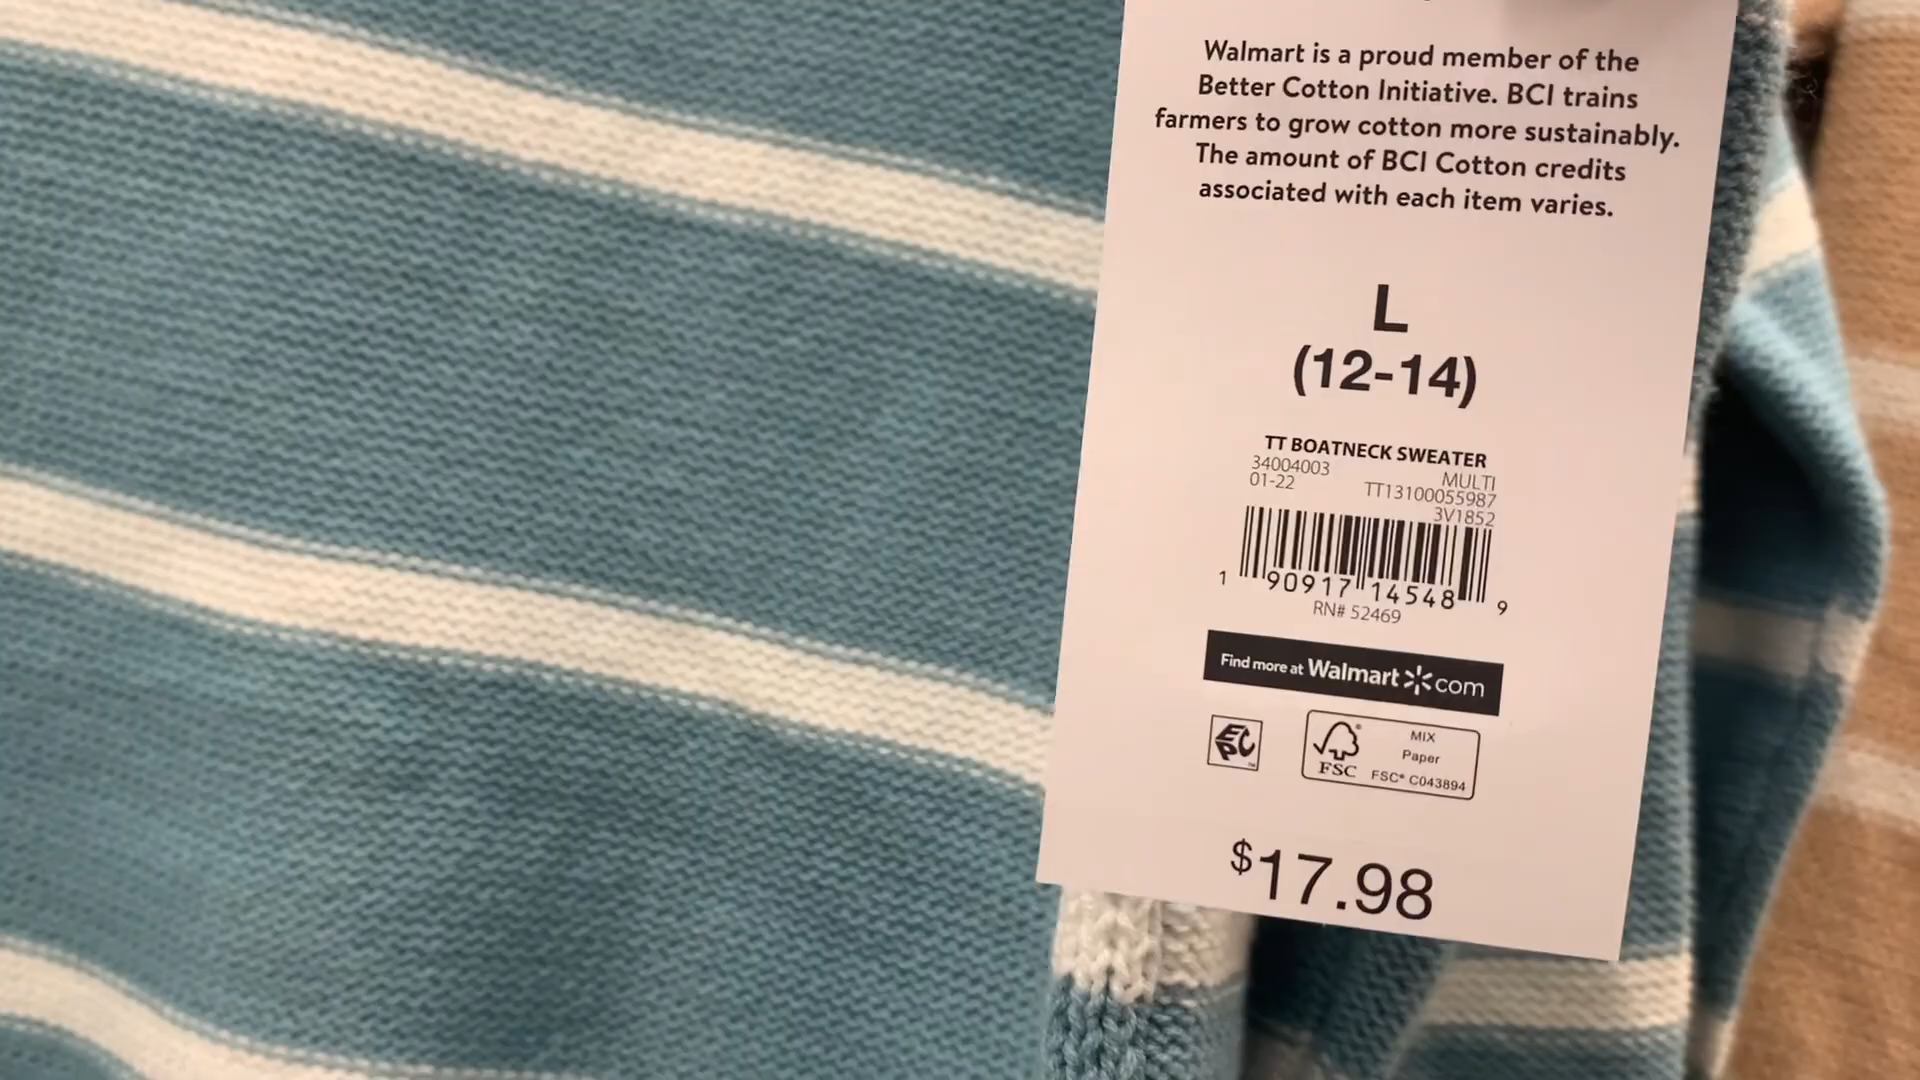 Walmart is a proud member of the
Better Cotton Initiative. BCI trains
farmers to grow cotton more sustainably.
The amount of BCI Cotton credits
associated with each item varies.
L
(12-14)
TT BOATNECK SWEATER
34004003 MULTI
01-22 TT13100055987
3V1852
1 90917 14548 9
RN# 52469
Find more at Walmart com
EPC™
FSC®
MIX
Paper
FSC® C043894
$17.98